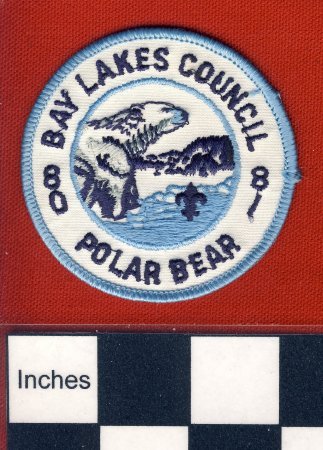 BAY LAKES COUNCIL
80 81
POLAR BEAR
Inches